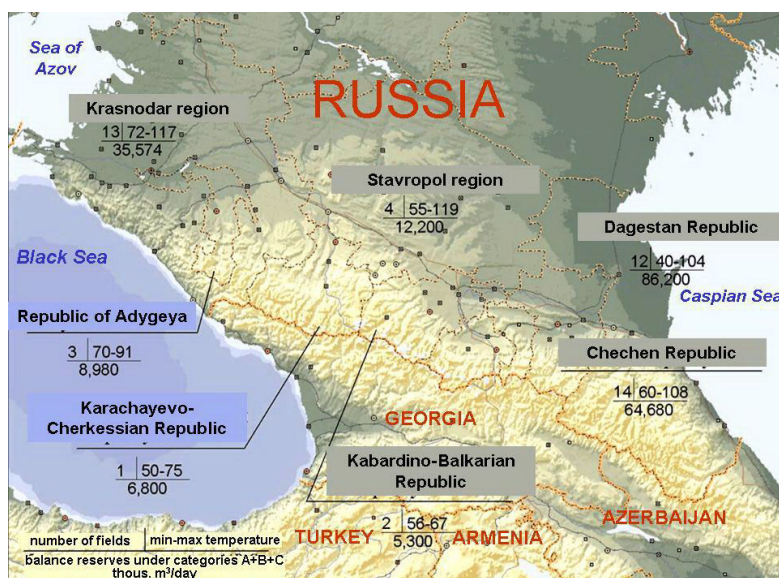 Sea of
Azov
RUSSIA
Krasnodar region
13 72-117
35,574
Stavropol region
4 55-119
12,200
Dagestan Republic
12 40-104
86,200
Black Sea
Caspian Sea
Republic of Adygeya
3 70-91
8,980
Chechen Republic
14 60-108
64,680
Karachayevo-
Cherkessian Republic
1 50-75
6,800
GEORGIA
Kabardino-Balkarian
Republic
2 56-67
5,300
TURKEY
ARMENIA
AZERBAIJAN
number of fields min-max temperature
balance reserves under categories A+B+C
thous. m³/day